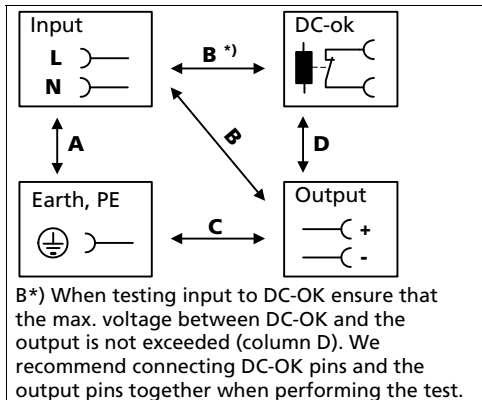 Input
DC-ok
L
N
B *)
A
B
D
Earth, PE
Output
C
+
-
B*) When testing input to DC-OK ensure that
the max. voltage between DC-OK and the
output is not exceeded (column D). We
recommend connecting DC-OK pins and the
output pins together when performing the test.